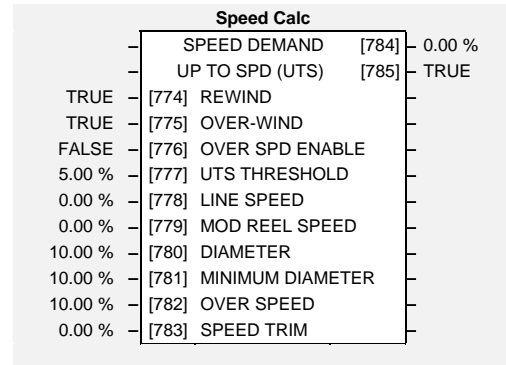 Speed Calc
– SPEED DEMAND [784] – 0.00 %
– UP TO SPD (UTS) [785] – TRUE
TRUE – [774] REWIND –
TRUE – [775] OVER-WIND –
FALSE – [776] OVER SPD ENABLE –
5.00 % – [777] UTS THRESHOLD –
0.00 % – [778] LINE SPEED –
0.00 % – [779] MOD REEL SPEED –
10.00 % – [780] DIAMETER –
10.00 % – [781] MINIMUM DIAMETER –
10.00 % – [782] OVER SPEED –
0.00 % – [783] SPEED TRIM –